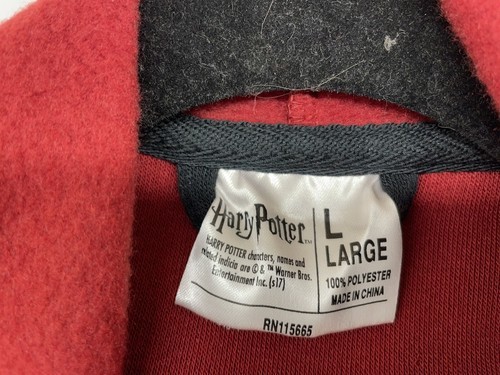 Harry Potter™
HARRY POTTER characters, names and
related indicia are © & ™ Warner Bros.
Entertainment Inc. (s17)
L
LARGE
100% POLYESTER
MADE IN CHINA
RN115665